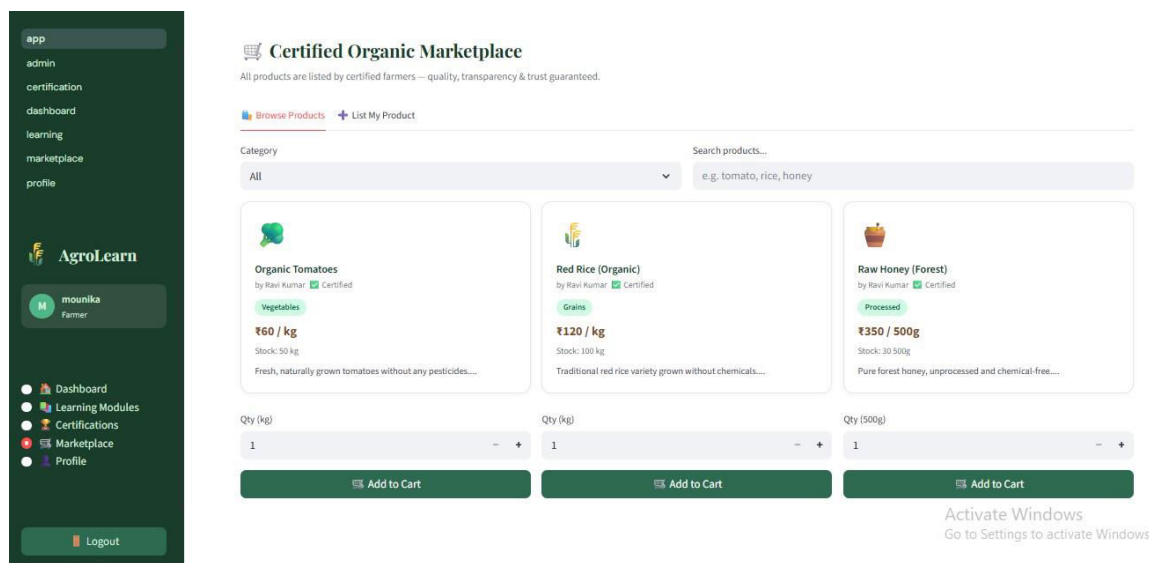 app
admin
certification
dashboard
learning
marketplace
profile
AgroLearn
M
mounika
Farmer
Dashboard
Learning Modules
Certifications
Marketplace
Profile
Logout
Certified Organic Marketplace
All products are listed by certified farmers — quality, transparency & trust guaranteed.
Browse Products List My Product
Category
All
Search products...
e.g. tomato, rice, honey
Organic Tomatoes
by Ravi Kumar ✅ Certified
Vegetables
₹60 / kg
Stock: 50 kg
Fresh, naturally grown tomatoes without any pesticides....
Qty (kg)
1 − +
Add to Cart
Red Rice (Organic)
by Ravi Kumar ✅ Certified
Grains
₹120 / kg
Stock: 100 kg
Traditional red rice variety grown without chemicals....
Qty (kg)
1 − +
Add to Cart
Raw Honey (Forest)
by Ravi Kumar ✅ Certified
Processed
₹350 / 500g
Stock: 30 500g
Pure forest honey, unprocessed and chemical-free....
Qty (500g)
1 − +
Add to Cart
Activate Windows
Go to Settings to activate Windows